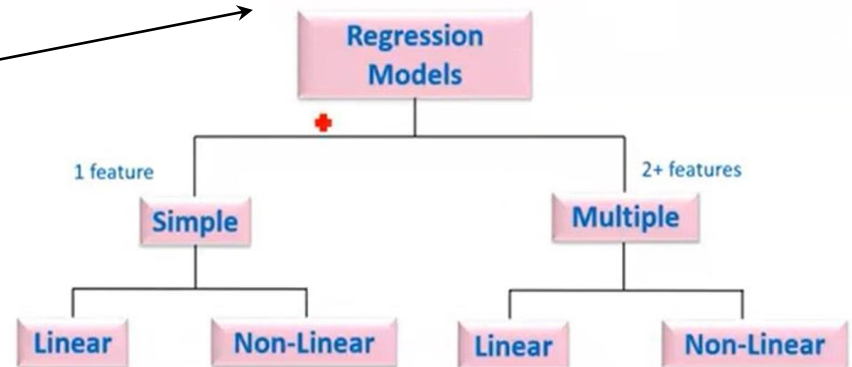 Regression
Models
1 feature
2+ features
Simple
Multiple
Linear
Non-Linear
Linear
Non-Linear